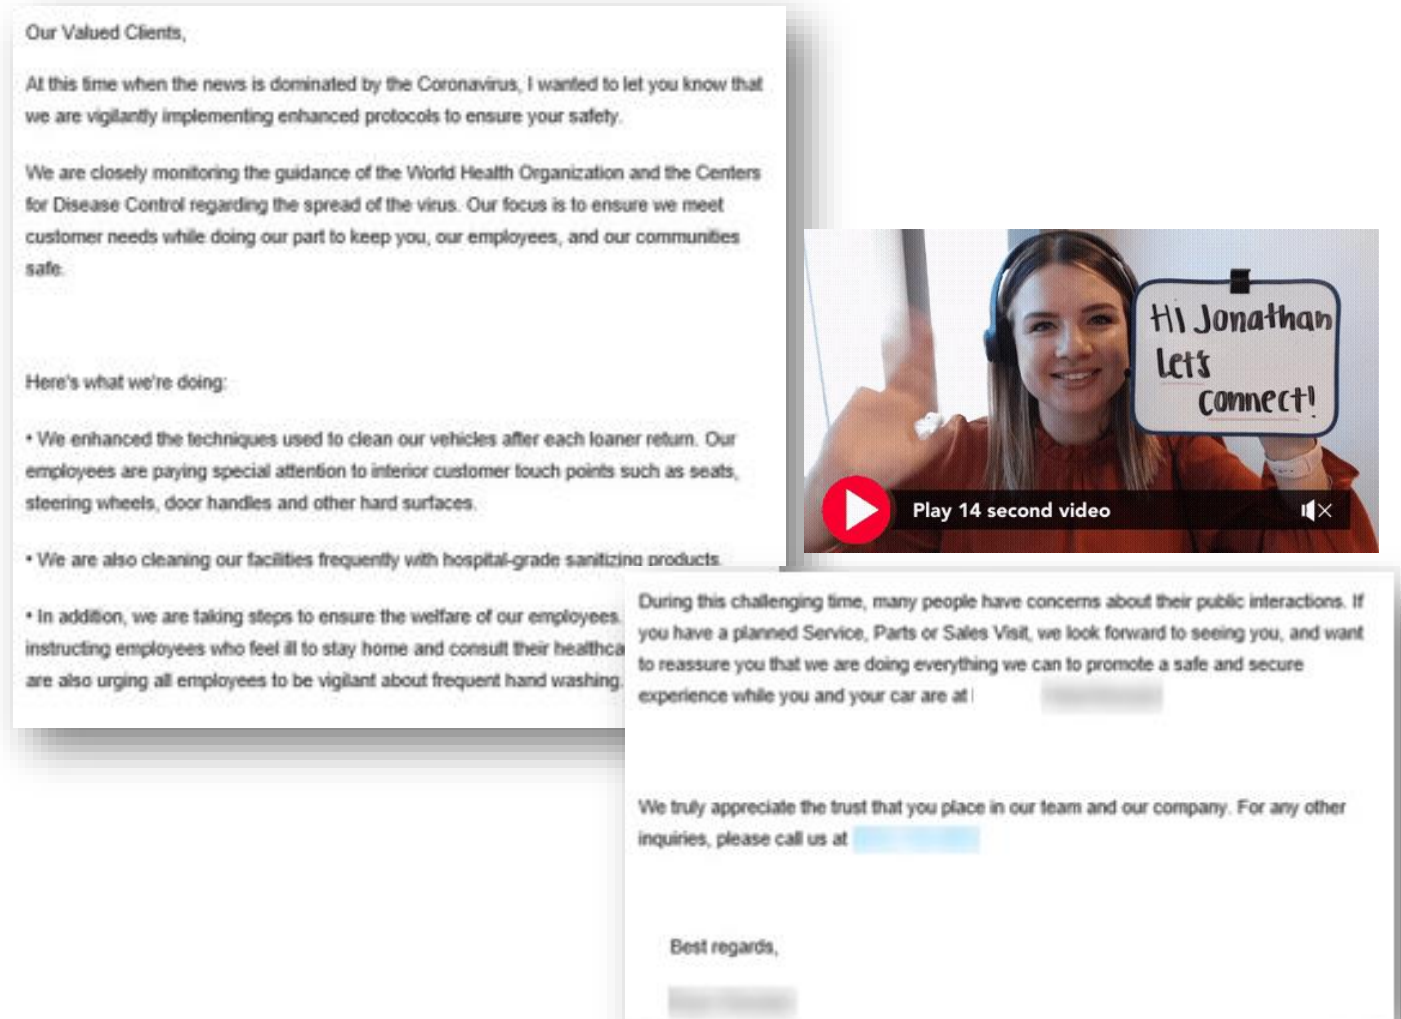 Our Valued Clients,
At this time when the news is dominated by the Coronavirus, I wanted to let you know that
we are vigilantly implementing enhanced protocols to ensure your safety.
We are closely monitoring the guidance of the World Health Organization and the Centers
for Disease Control regarding the spread of the virus. Our focus is to ensure we meet
customer needs while doing our part to keep you, our employees, and our communities
safe.
Here's what we're doing:
• We enhanced the techniques used to clean our vehicles after each loaner return. Our
employees are paying special attention to interior customer touch points such as seats,
steering wheels, door handles and other hard surfaces.
• We are also cleaning our facilities frequently with hospital-grade sanitizing products.
• In addition, we are taking steps to ensure the welfare of our employees.
instructing employees who feel ill to stay home and consult their
are also urging all employees to be vigilant about frequent hand washing.
Hi Jonathan
Let's
connect!
Play 14 second video
During this challenging time, many people have concerns about their public interactions. If
you have a planned Service, Parts or Sales Visit, we look forward to seeing you, and want
to reassure you that we are doing everything we can to promote a safe and secure
experience while you and your car are at
We truly appreciate the trust that you place in our team and our company. For any other
inquiries, please call us at
Best regards,